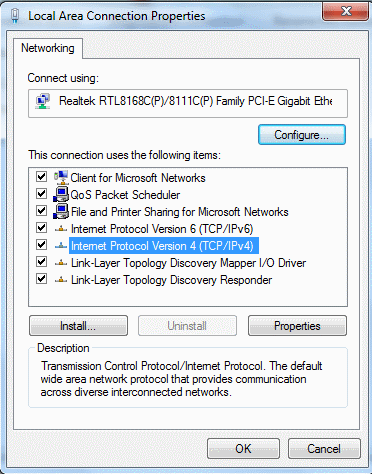 Local Area Connection Properties
Networking
Connect using:
Realtek RTL8168C(P)/8111C(P) Family PCI-E Gigabit Ethe
Configure...
This connection uses the following items:
Client for Microsoft Networks
QoS Packet Scheduler
File and Printer Sharing for Microsoft Networks
Internet Protocol Version 6 (TCP/IPv6)
Internet Protocol Version 4 (TCP/IPv4)
Link-Layer Topology Discovery Mapper I/O Driver
Link-Layer Topology Discovery Responder
Install...
Uninstall
Properties
Description
Transmission Control Protocol/Internet Protocol. The default
wide area network protocol that provides communication
across diverse interconnected networks.
OK
Cancel